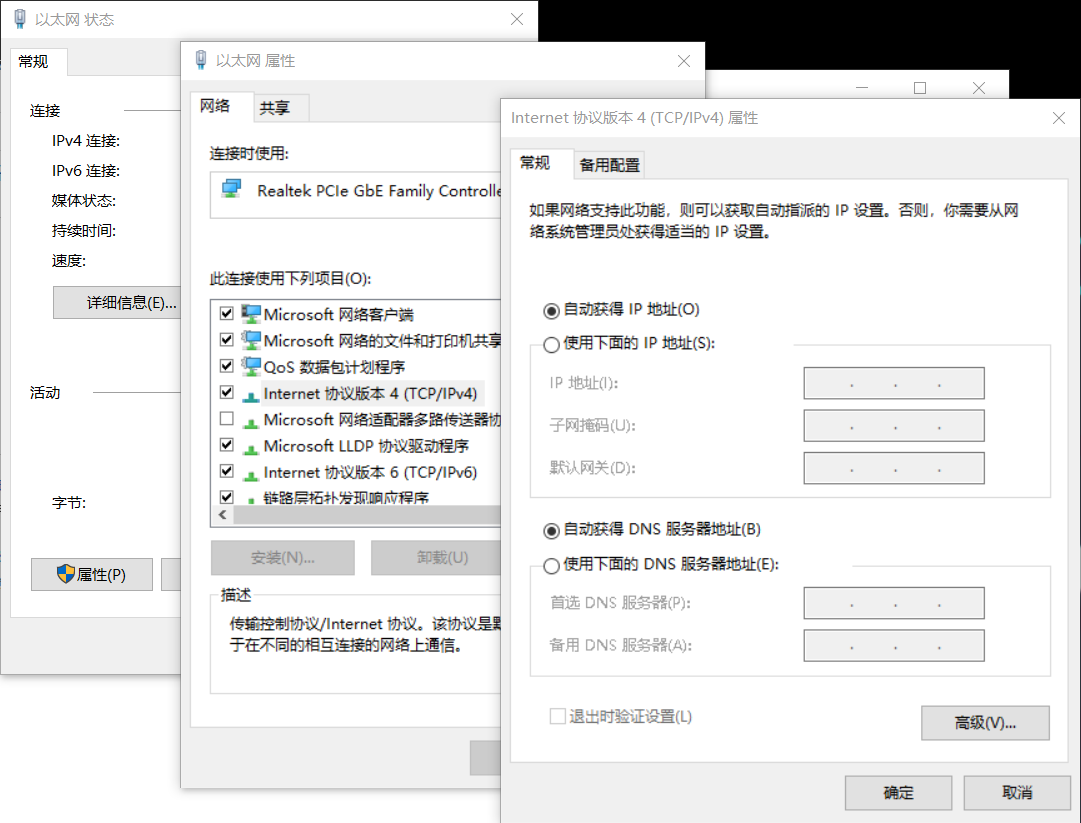 以太网 状态
常规
连接
IPv4 连接:
IPv6 连接:
媒体状态:
持续时间:
速度:
详细信息(E)...
活动
字节:
属性(P)
以太网 属性
网络
共享
连接时使用:
Realtek PCIe GbE Family Controlle
此连接使用下列项目(O):
Microsoft 网络客户端
Microsoft 网络的文件和打印机共享
QoS 数据包计划程序
Internet 协议版本 4 (TCP/IPv4)
Microsoft 网络适配器多路传送器协
Microsoft LLDP 协议驱动程序
Internet 协议版本 6 (TCP/IPv6)
链路层拓扑发现响应程序
安装(N)...
卸载(U)
描述
传输控制协议/Internet 协议。该协议是默
于在不同的相互连接的网络上通信。
Internet 协议版本 4 (TCP/IPv4) 属性
常规
备用配置
如果网络支持此功能，则可以获取自动指派的 IP 设置。否则，你需要从网
络系统管理员处获得适当的 IP 设置。
自动获得 IP 地址(O)
使用下面的 IP 地址(S):
IP 地址(I):
子网掩码(U):
默认网关(D):
自动获得 DNS 服务器地址(B)
使用下面的 DNS 服务器地址(E):
首选 DNS 服务器(P):
备用 DNS 服务器(A):
退出时验证设置(L)
高级(V)...
确定
取消